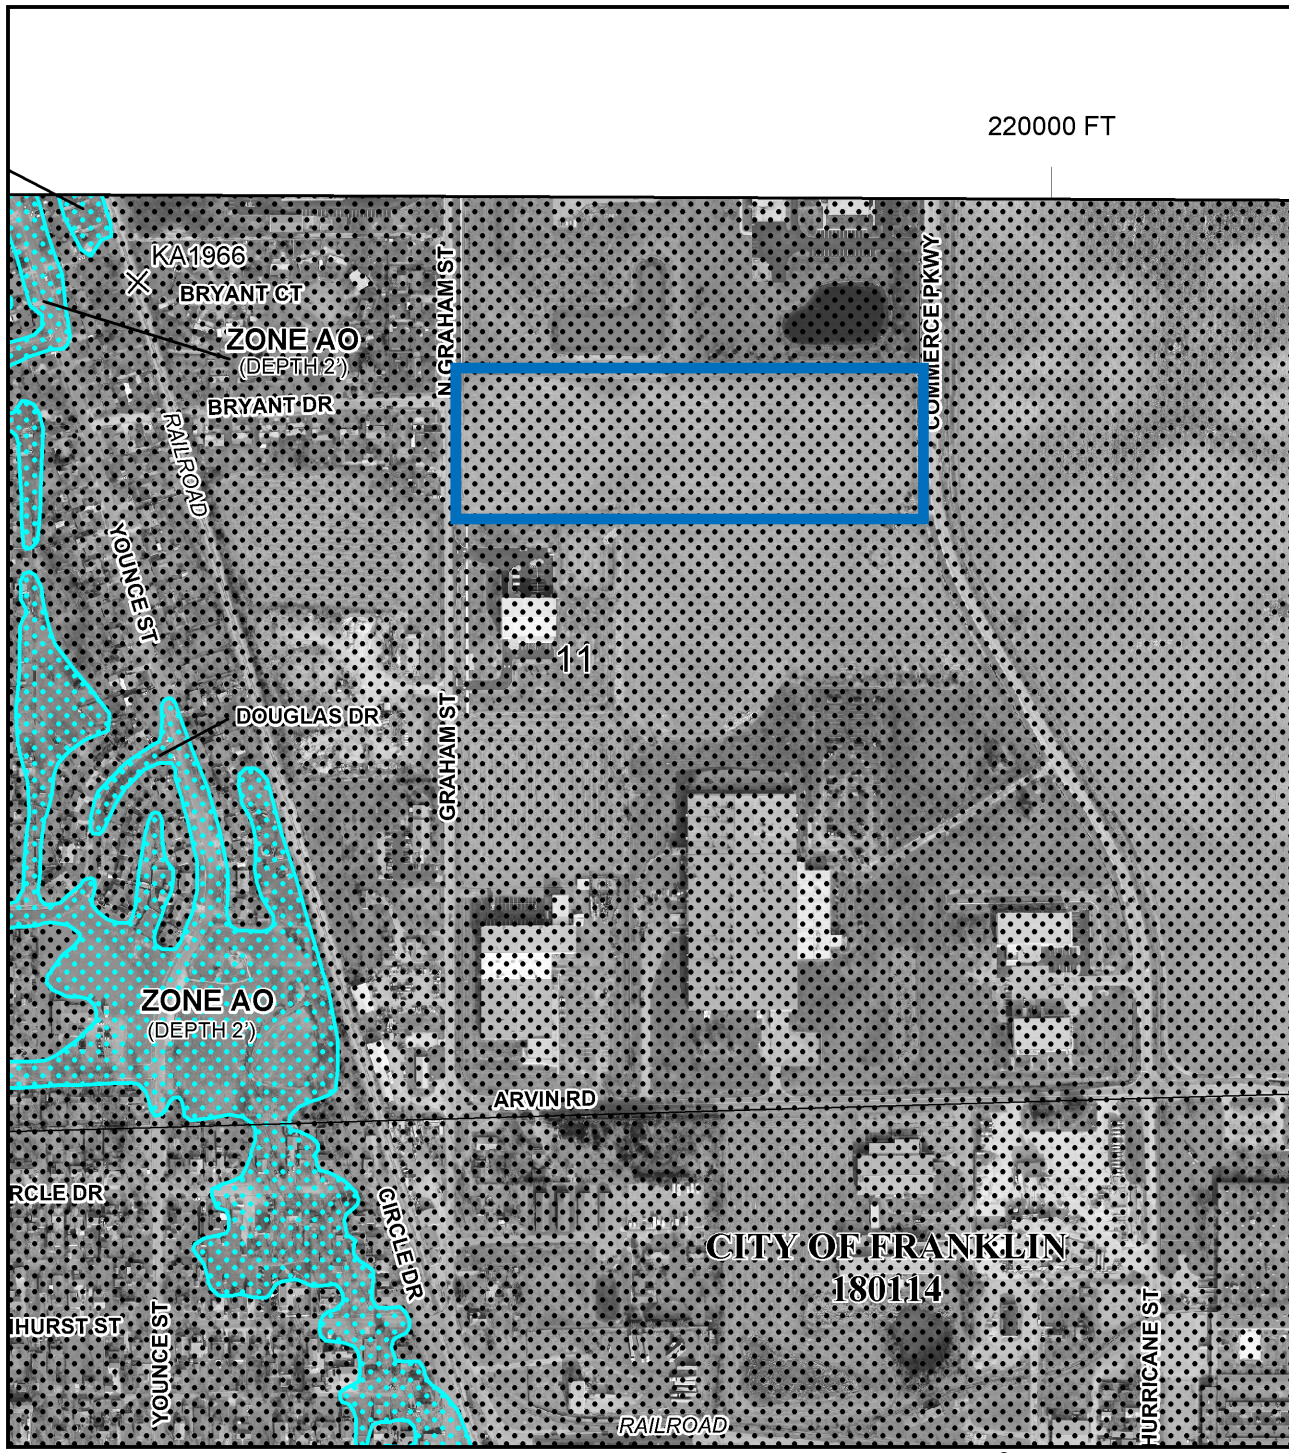 220000 FT
KA1966
BRYANT CT
N GRAHAM ST
COMMERCE PKWY
ZONE AO
(DEPTH 2')
BRYANT DR
RAILROAD
YOUNCE ST
11
DOUGLAS DR
GRAHAM ST
ZONE AO
(DEPTH 2')
ARVIN RD
RCLE DR
CIRCLE DR
CITY OF FRANKLIN
180114
HURST ST
YOUNCE ST
HURRICANE ST
RAILROAD